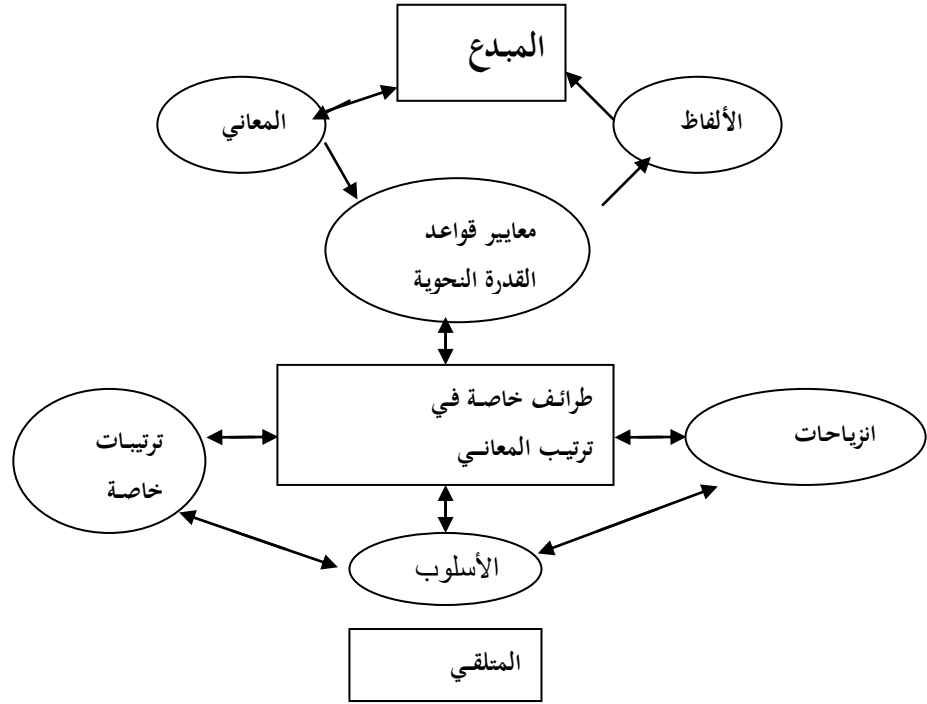 المبدع
الألفاظ
المعاني
معايير قواعد
القدرة النحوية
طرائف خاصة في
ترتيب المعاني
انزياحات
ترتيبات
خاصة
الأسلوب
المتلقي